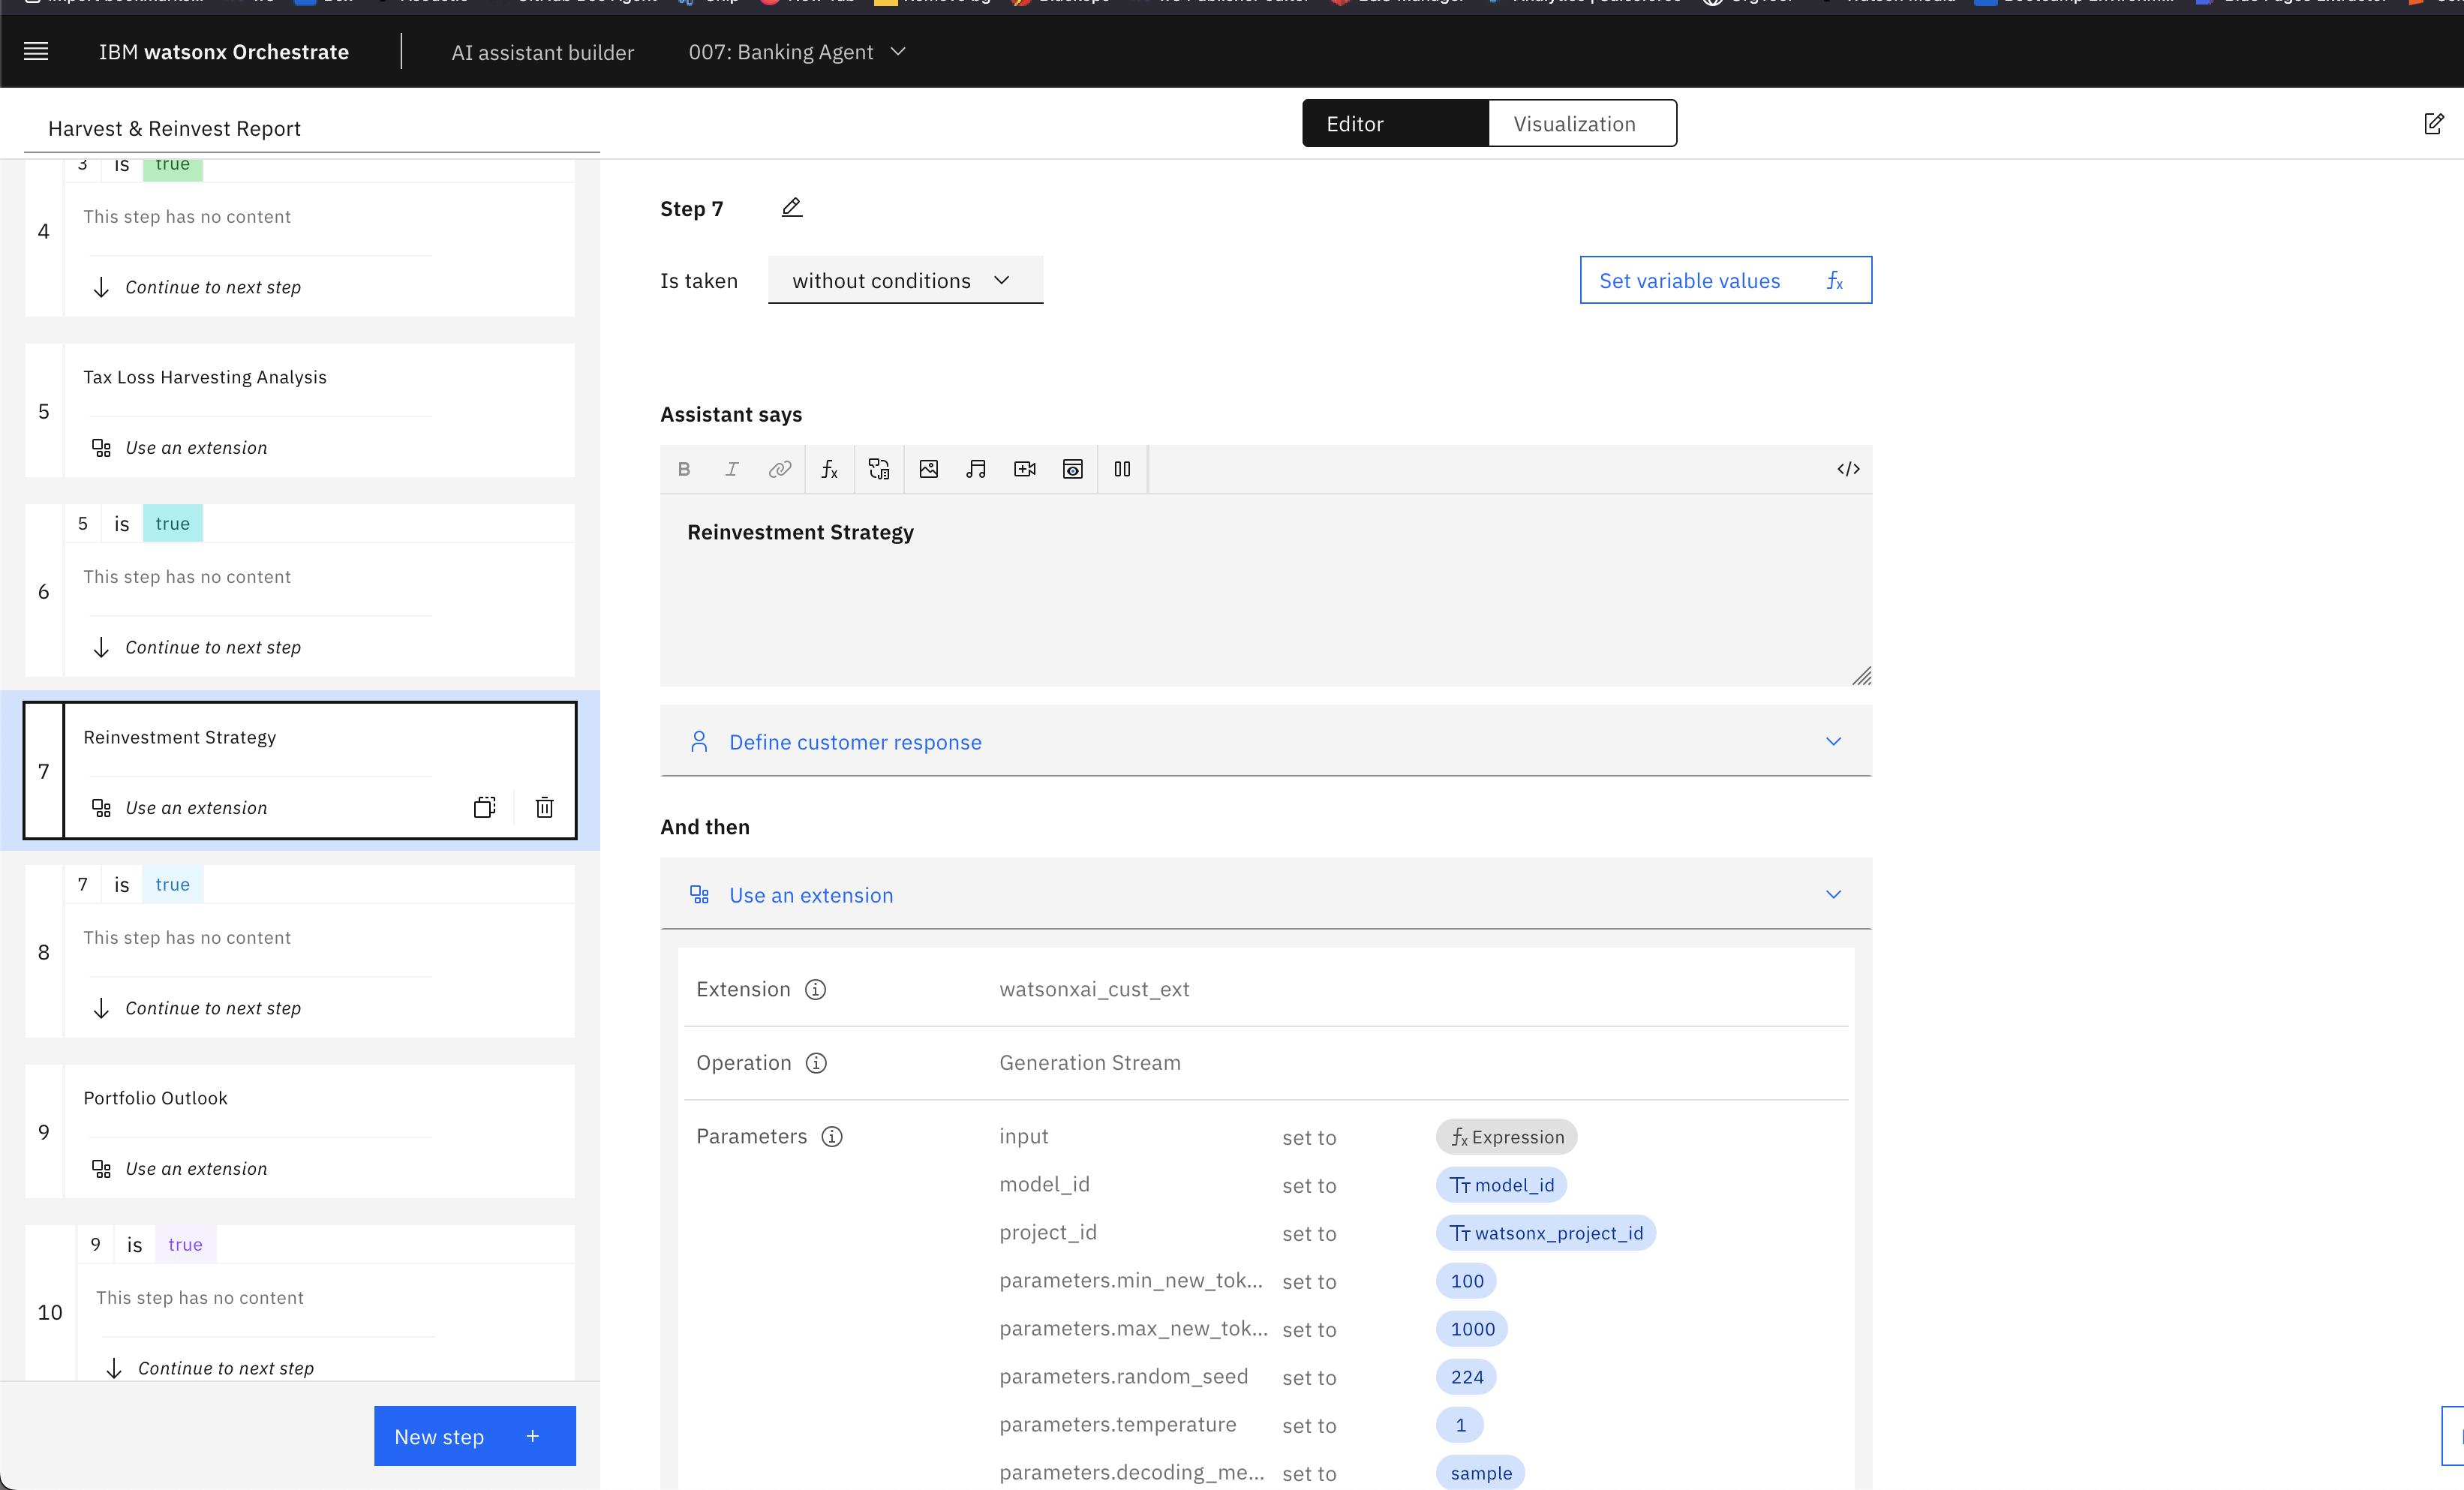 IBM watsonx Orchestrate
AI assistant builder
007: Banking Agent
Harvest & Reinvest Report
Editor
Visualization
3 is true
4
This step has no content
Continue to next step
5
Tax Loss Harvesting Analysis
Use an extension
5 is true
6
This step has no content
Continue to next step
7
Reinvestment Strategy
Use an extension
7 is true
8
This step has no content
Continue to next step
9
Portfolio Outlook
Use an extension
9 is true
10
This step has no content
Continue to next step
New step +
Step 7
Is taken
without conditions
Set variable values fx
Assistant says
B I fx </>
Reinvestment Strategy
Define customer response
And then
Use an extension
Extension watsonxai_cust_ext
Operation Generation Stream
Parameters input set to fx Expression
model_id set to model_id
project_id set to watsonx_project_id
parameters.min_new_tok... set to 100
parameters.max_new_tok... set to 1000
parameters.random_seed set to 224
parameters.temperature set to 1
parameters.decoding_me... set to sample